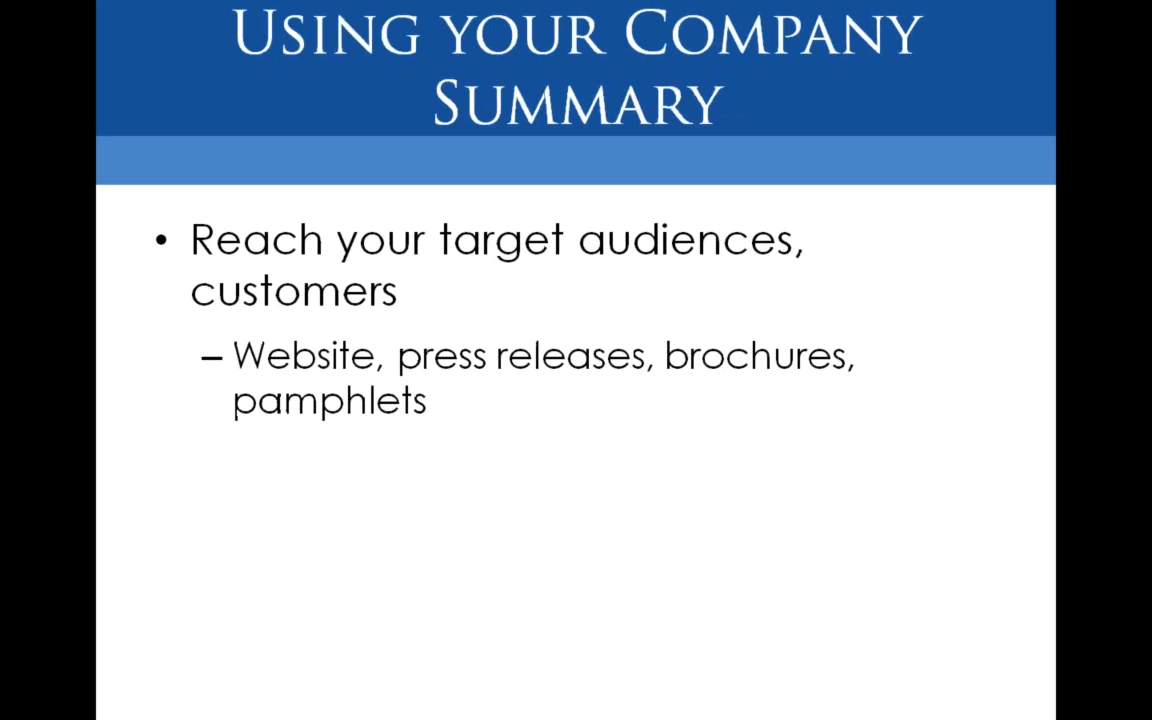 USING YOUR COMPANY
SUMMARY
• Reach your target audiences,
customers
– Website, press releases, brochures,
pamphlets